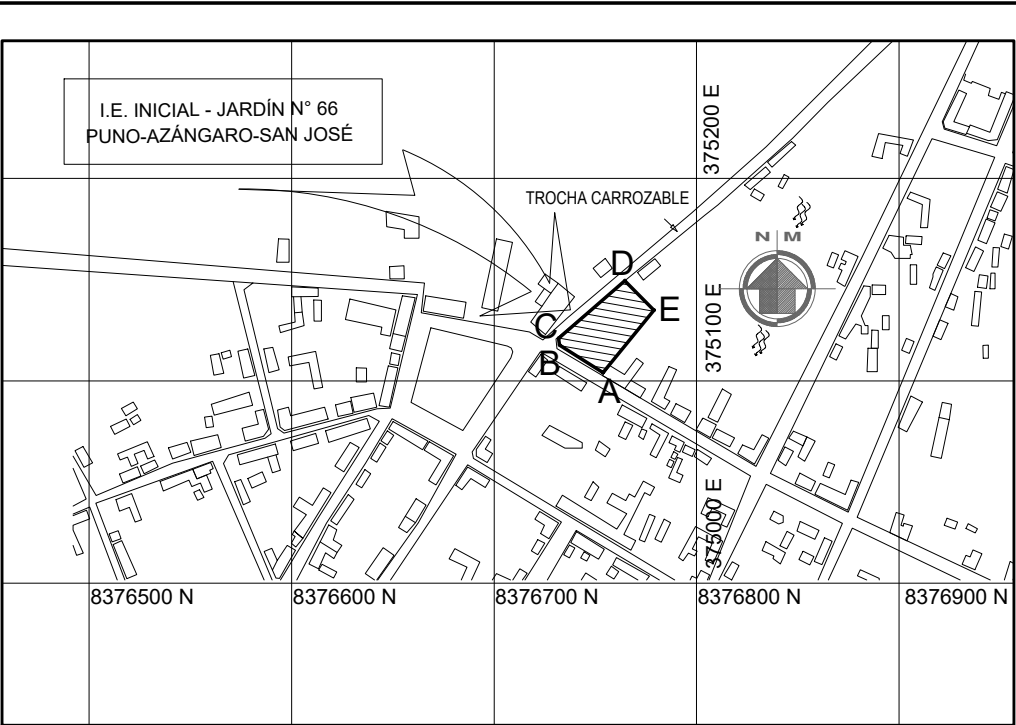 I.E. INICIAL - JARDÍN N° 66
PUNO-AZÁNGARO-SAN JOSÉ
375200 E
TROCHA CARROZABLE
N M
D
E
375100 E
C
B
A
375000 E
8376500 N
8376600 N
8376700 N
8376800 N
8376900 N